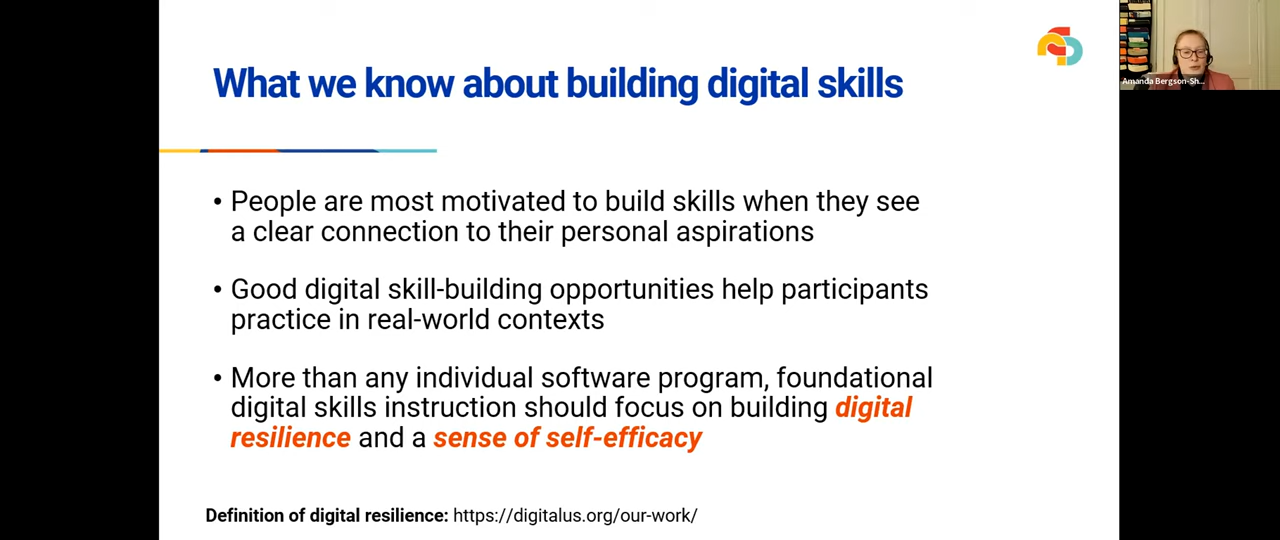 What we know about building digital skills
Amanda Bergson-Sh...
• People are most motivated to build skills when they see
a clear connection to their personal aspirations
• Good digital skill-building opportunities help participants
practice in real-world contexts
• More than any individual software program, foundational
digital skills instruction should focus on building digital
resilience and a sense of self-efficacy
Definition of digital resilience: https://digitalus.org/our-work/